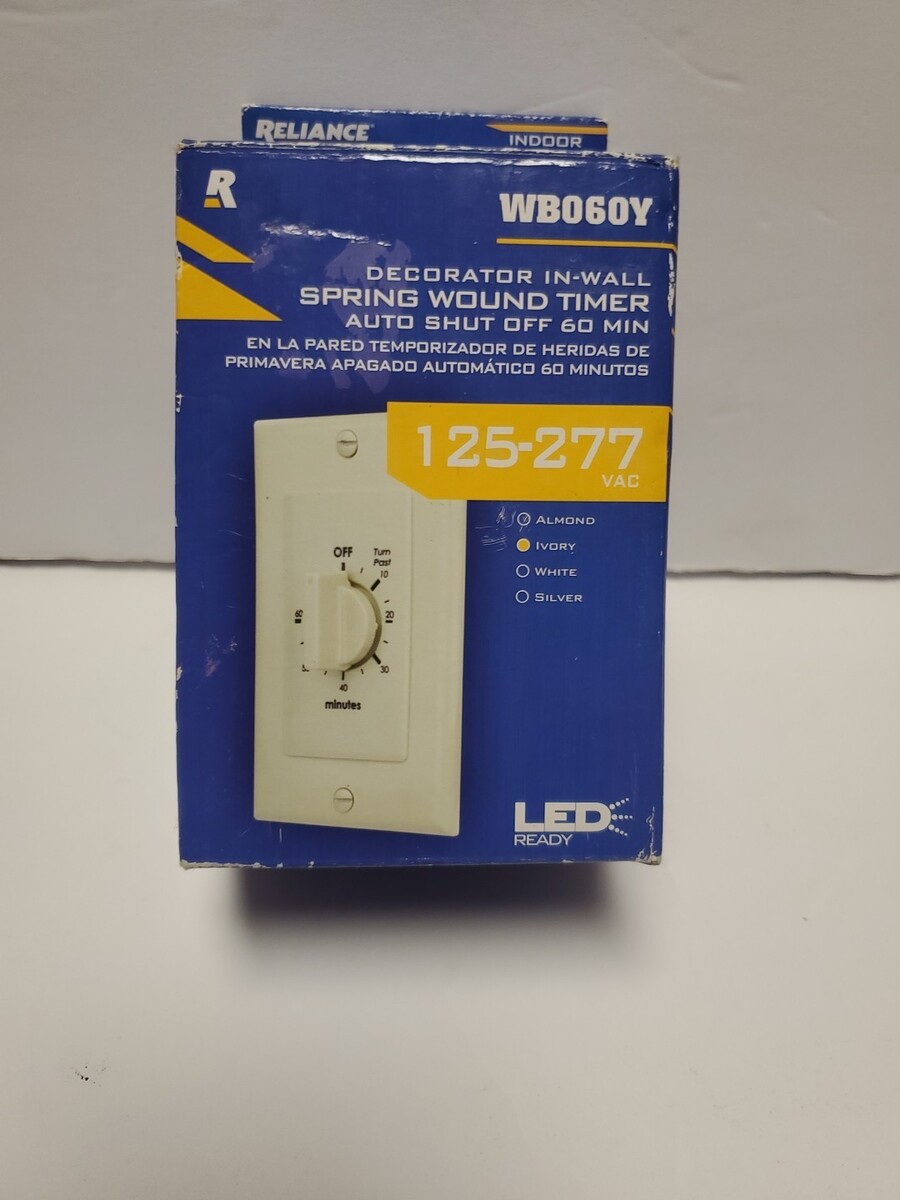 RELIANCE
INDOOR
R
WB060Y
DECORATOR IN-WALL
SPRING WOUND TIMER
AUTO SHUT OFF 60 MIN
EN LA PARED TEMPORIZADOR DE HERIDAS DE
PRIMAVERA APAGADO AUTOMÁTICO 60 MINUTOS
125-277
VAC
ALMOND
IVORY
WHITE
SILVER
OFF
Turn
Past
10
60
20
30
40
minutes
LED
READY